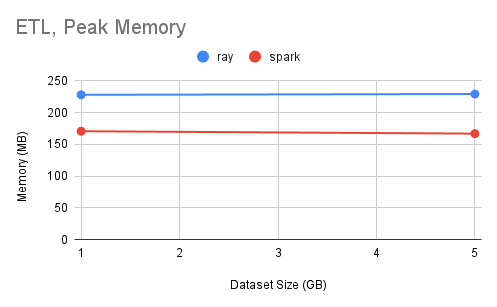 ETL, Peak Memory
ray spark
250
200
150
100
50
0
Memory (MB)
1 2 3 4 5
Dataset Size (GB)